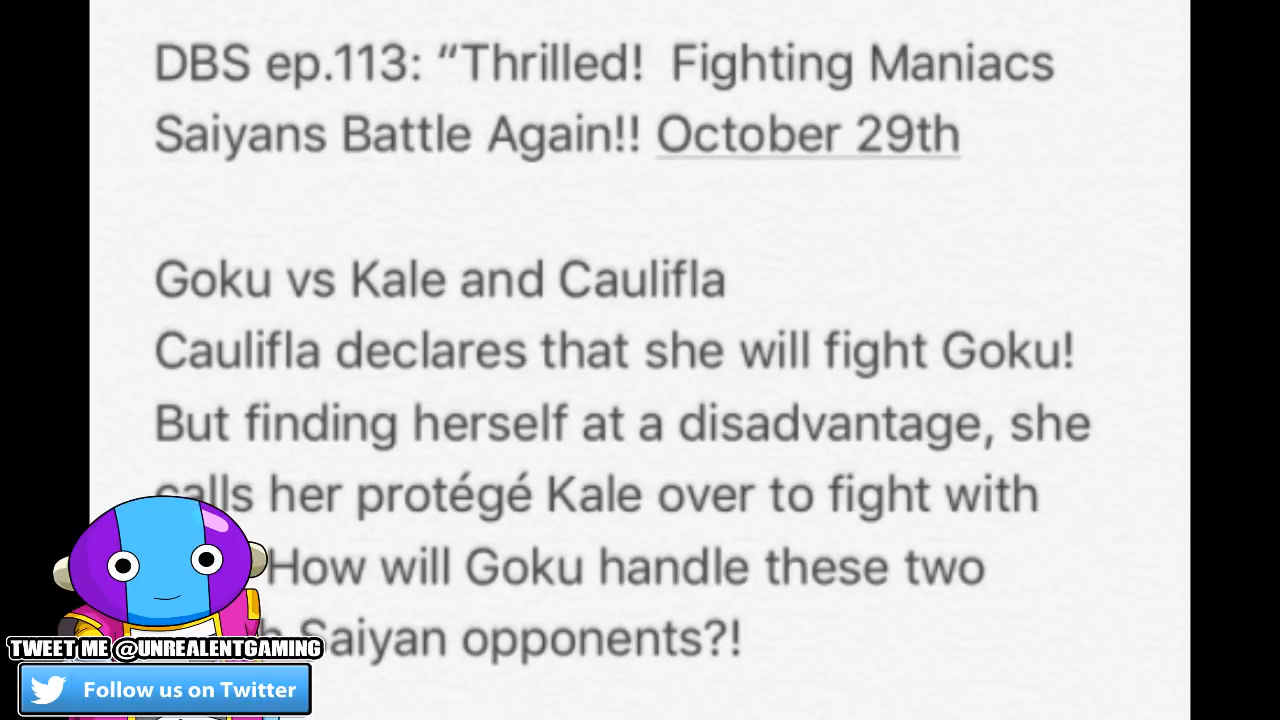 DBS ep.113: “Thrilled!  Fighting Maniacs
Saiyans Battle Again!! October 29th
Goku vs Kale and Caulifla
Caulifla declares that she will fight Goku!
But finding herself at a disadvantage, she
calls her protégé Kale over to fight with
How will Goku handle these two
Saiyan opponents?!
TWEET ME @UNREALENTGAMING
Follow us on Twitter